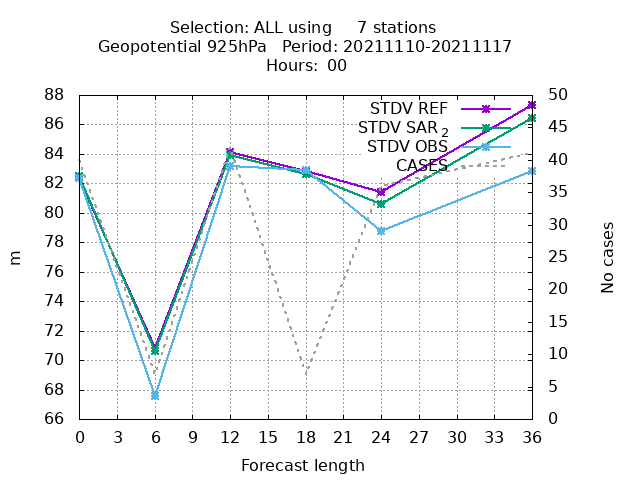 Selection: ALL using 7 stations
Geopotential 925hPa Period: 20211110-20211117
Hours: 00
88
86
84
82
80
78
76
74
72
70
68
66
m
STDV REF
STDV SAR 2
STDV OBS
CASES
50
45
40
35
30
25
20
15
10
5
0
No cases
0 3 6 9 12 15 18 21 24 27 30 33 36
Forecast length